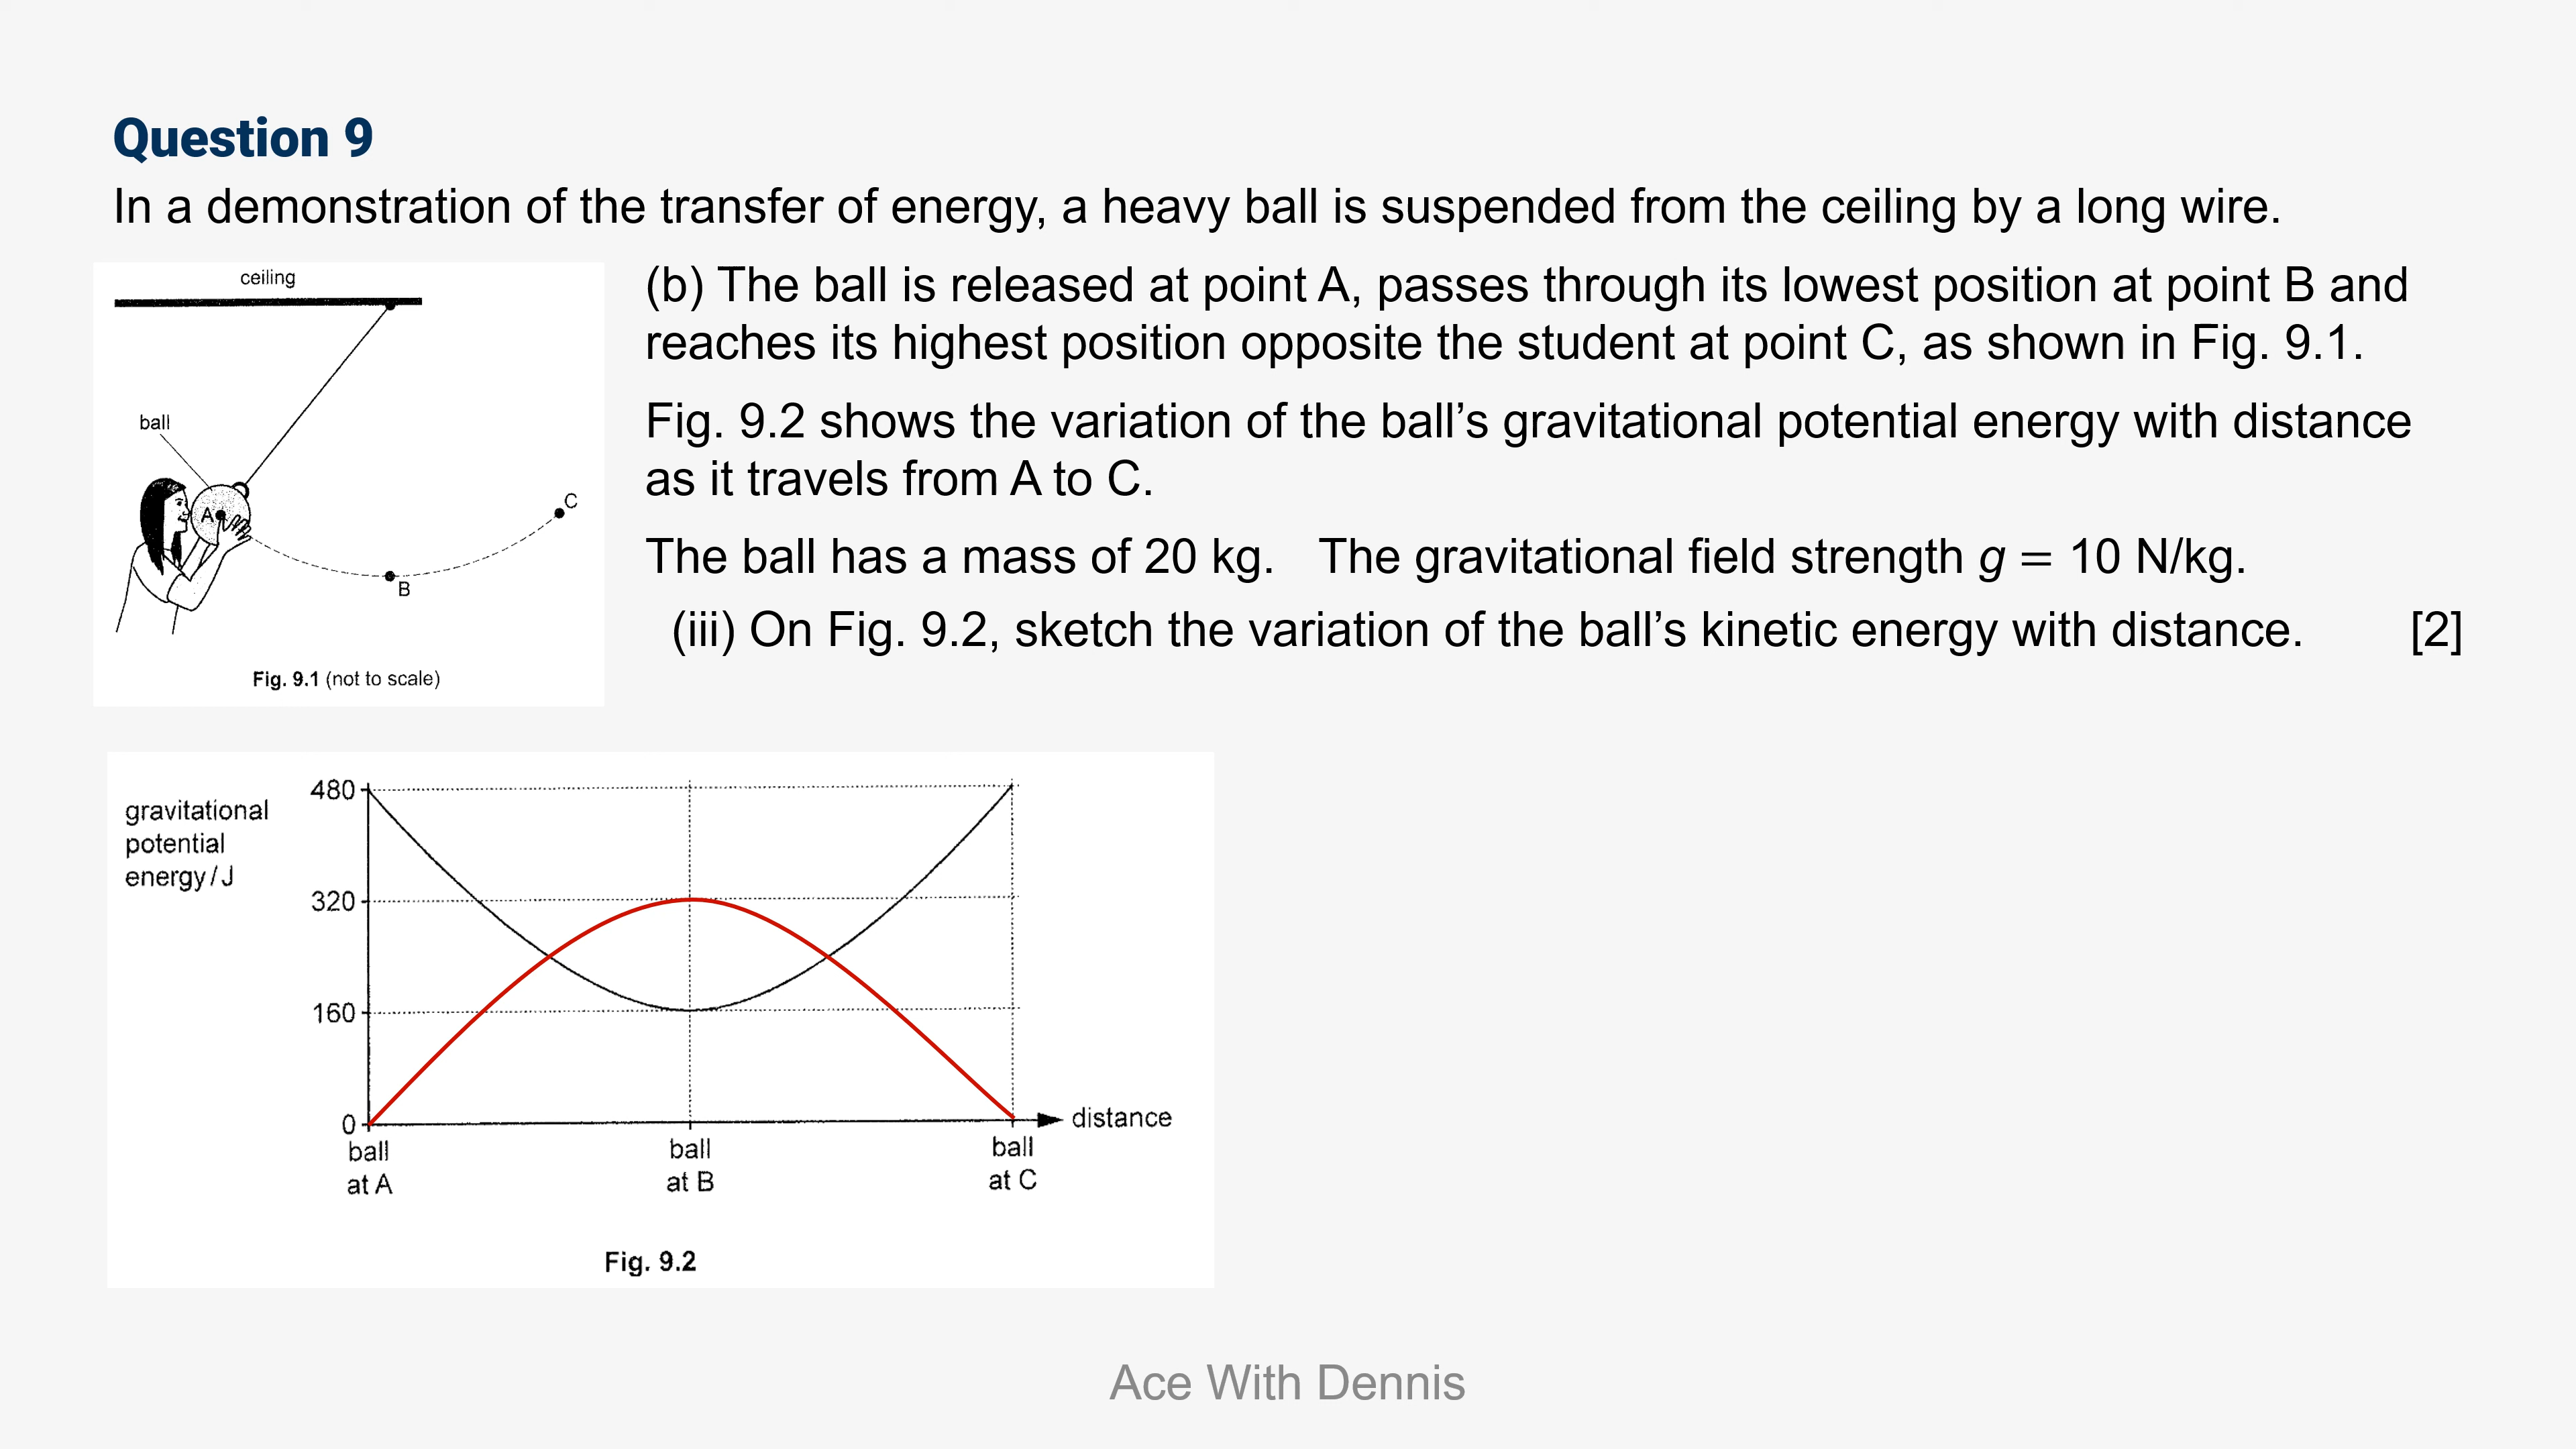 Question 9
In a demonstration of the transfer of energy, a heavy ball is suspended from the ceiling by a long wire.
ceiling
ball
A
C
B
Fig. 9.1 (not to scale)
(b) The ball is released at point A, passes through its lowest position at point B and
reaches its highest position opposite the student at point C, as shown in Fig. 9.1.
Fig. 9.2 shows the variation of the ball’s gravitational potential energy with distance
as it travels from A to C.
The ball has a mass of 20 kg. The gravitational field strength g = 10 N/kg.
(iii) On Fig. 9.2, sketch the variation of the ball’s kinetic energy with distance. [2]
gravitational
potential
energy/J
480
320
160
0
distance
ball ball ball
at A at B at C
Fig. 9.2
Ace With Dennis